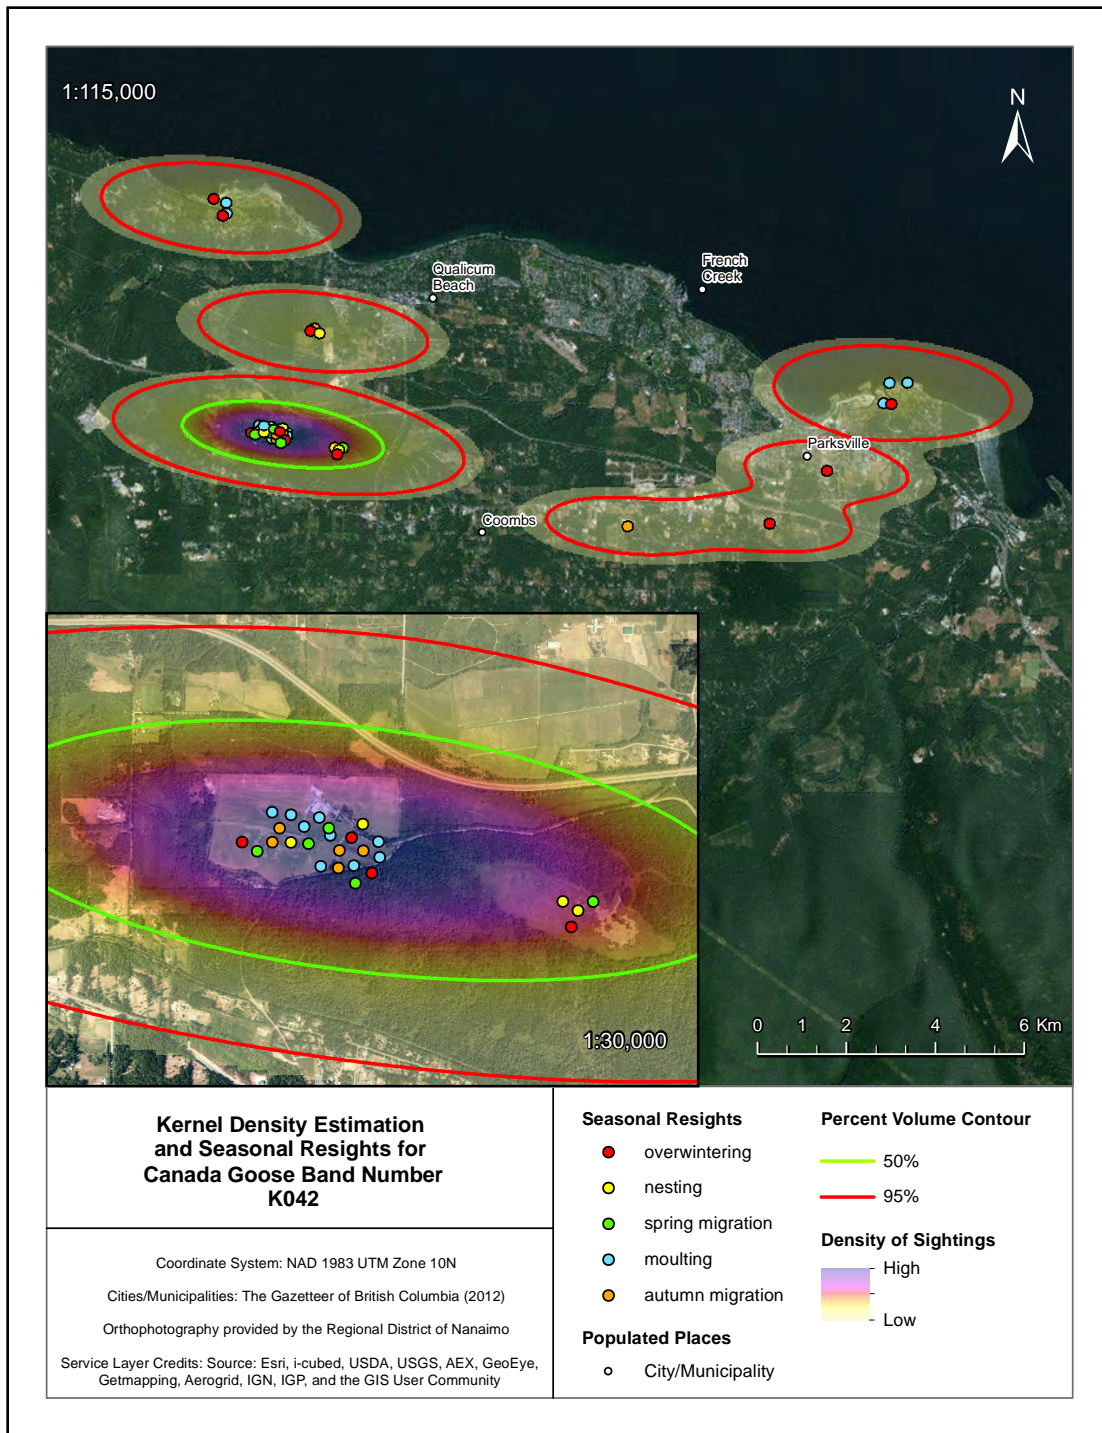 1:115,000
N
Qualicum
Beach
French
Creek
Parksville
Coombs
1:30,000
0 1 2 4 6 Km
Kernel Density Estimation
and Seasonal Resights for
Canada Goose Band Number
K042
Coordinate System: NAD 1983 UTM Zone 10N
Cities/Municipalities: The Gazetteer of British Columbia (2012)
Orthophotography provided by the Regional District of Nanaimo
Service Layer Credits: Source: Esri, i-cubed, USDA, USGS, AEX, GeoEye,
Getmapping, Aerogrid, IGN, IGP, and the GIS User Community
Seasonal Resights
overwintering
nesting
spring migration
moulting
autumn migration
Populated Places
City/Municipality
Percent Volume Contour
50%
95%
Density of Sightings
High
Low